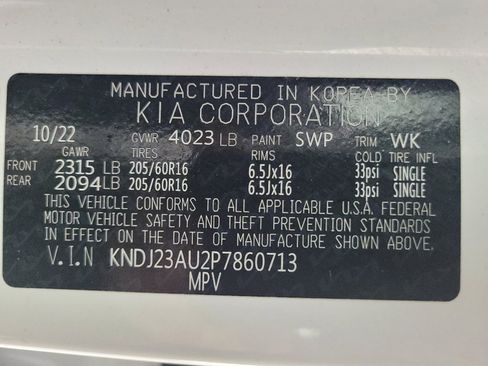 MANUFACTURED IN KOREA BY
KIA CORPORATION
10/22 GVWR 4023 LB PAINT SWP TRIM WK
GAWR TIRES RIMS COLD TIRE INFL
FRONT 2315 LB 205/60R16 6.5Jx16 33psi SINGLE
REAR 2094 LB 205/60R16 6.5Jx16 33psi SINGLE
THIS VEHICLE CONFORMS TO ALL APPLICABLE U.S.A. FEDERAL
MOTOR VEHICLE SAFETY AND THEFT PREVENTION STANDARDS
IN EFFECT ON THE DATE OF MANUFACTURE SHOWN ABOVE.
V.I.N KNDJ23AU2P7860713
MPV